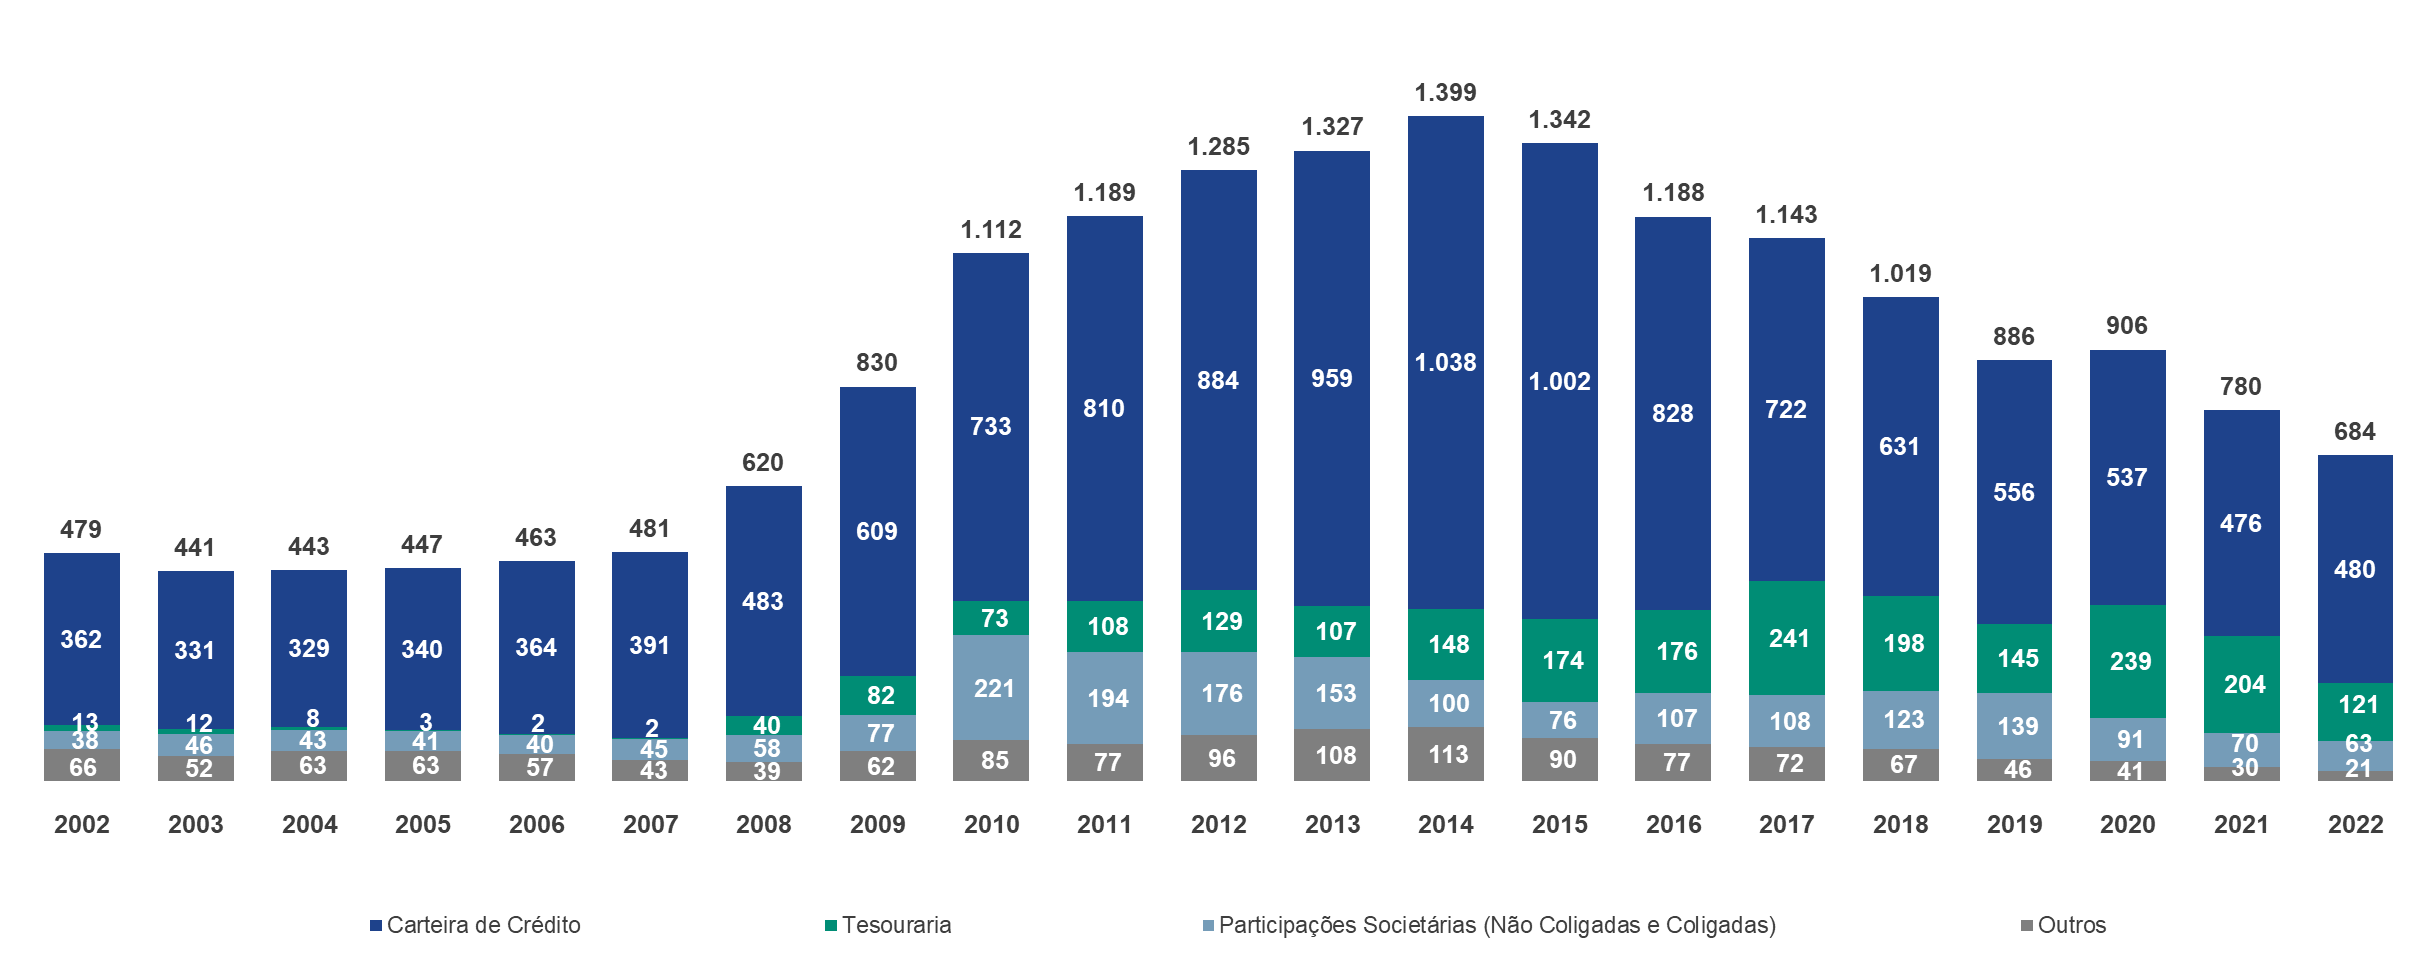 479 441 443 447 463 481 620 830 1.112 1.189 1.285 1.327 1.399 1.342 1.188 1.143 1.019 886 906 780 684
362 331 329 340 364 391 483 609 733 810 884 959 1.038 1.002 828 722 631 556 537 476 480
13 12 8 3 2 2 40 82 73 108 129 107 148 174 176 241 198 145 239 204 121
38 46 43 41 40 45 58 77 221 194 176 153 100 76 107 108 123 139 91 70 63
66 52 63 63 57 43 39 62 85 77 96 108 113 90 77 72 67 46 41 30 21
2002 2003 2004 2005 2006 2007 2008 2009 2010 2011 2012 2013 2014 2015 2016 2017 2018 2019 2020 2021 2022
Carteira de Crédito Tesouraria Participações Societárias (Não Coligadas e Coligadas) Outros